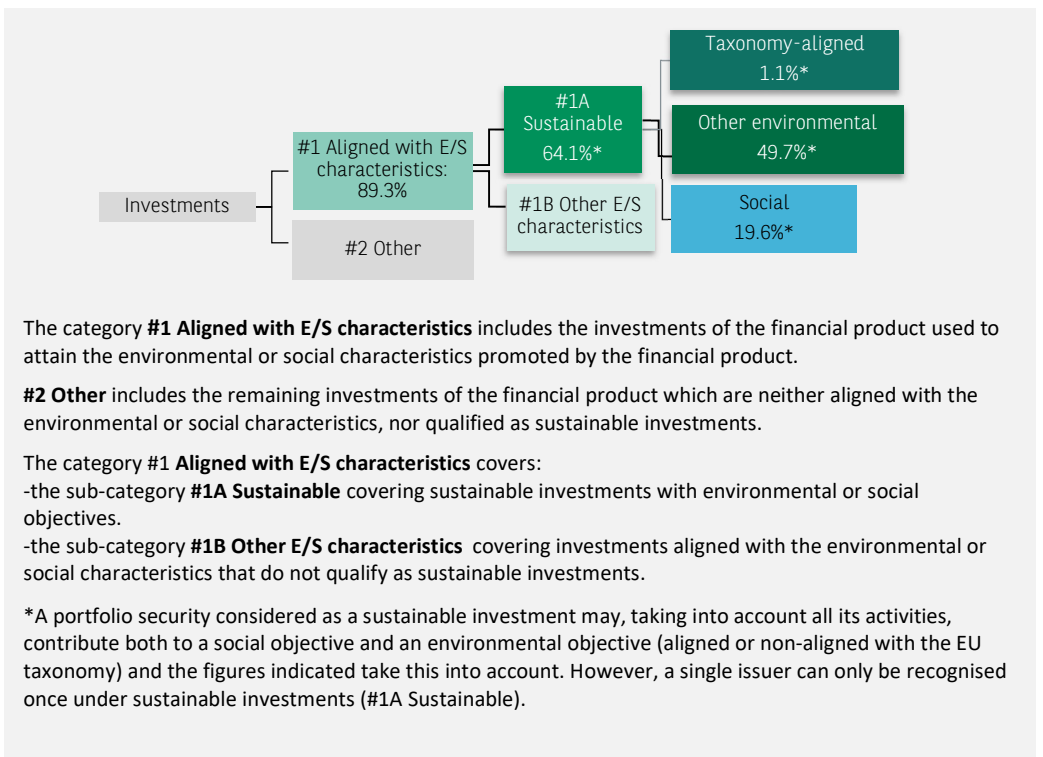 Taxonomy-aligned
1.1%*
#1A
Sustainable
64.1%*
Other environmental
49.7%*
#1 Aligned with E/S
characteristics:
89.3%
Investments
#1B Other E/S
characteristics
Social
19.6%*
#2 Other
The category #1 Aligned with E/S characteristics includes the investments of the financial product used to
attain the environmental or social characteristics promoted by the financial product.
#2 Other includes the remaining investments of the financial product which are neither aligned with the
environmental or social characteristics, nor qualified as sustainable investments.
The category #1 Aligned with E/S characteristics covers:
-the sub-category #1A Sustainable covering sustainable investments with environmental or social
objectives.
-the sub-category #1B Other E/S characteristics covering investments aligned with the environmental or
social characteristics that do not qualify as sustainable investments.
*A portfolio security considered as a sustainable investment may, taking into account all its activities,
contribute both to a social objective and an environmental objective (aligned or non-aligned with the EU
taxonomy) and the figures indicated take this into account. However, a single issuer can only be recognised
once under sustainable investments (#1A Sustainable).